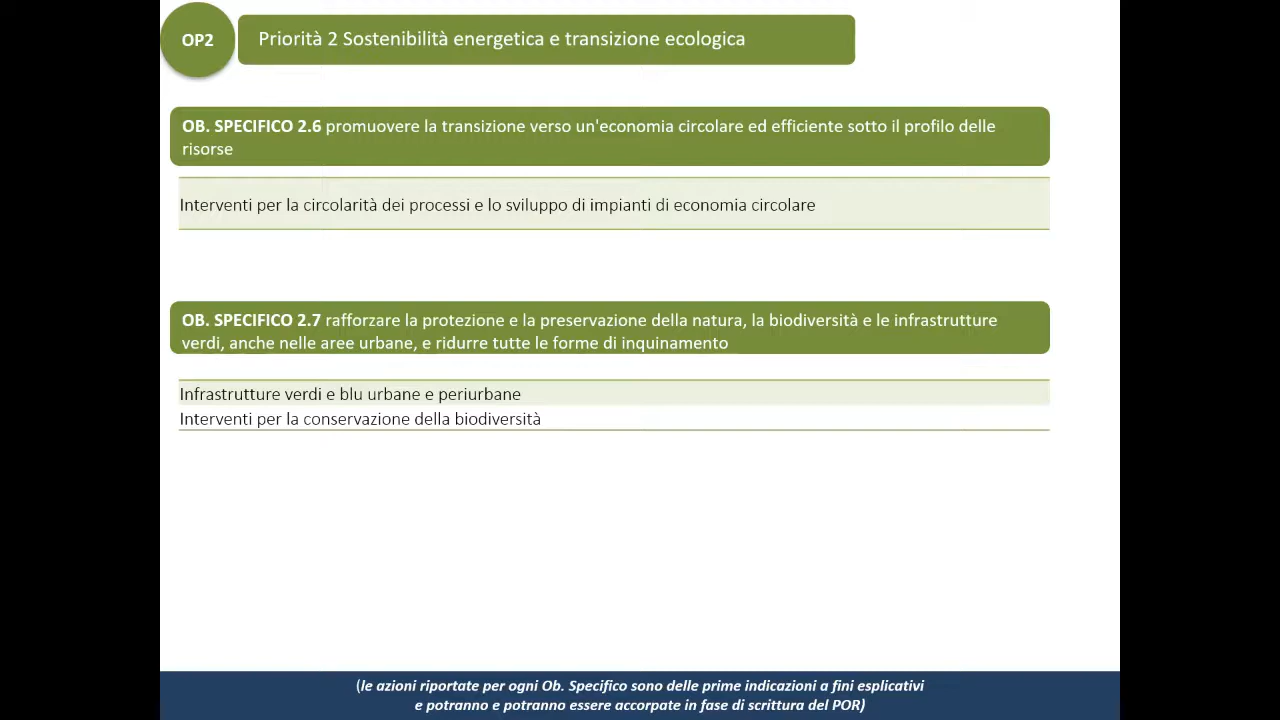 OP2
Priorità 2 Sostenibilità energetica e transizione ecologica
OB. SPECIFICO 2.6 promuovere la transizione verso un'economia circolare ed efficiente sotto il profilo delle
risorse
Interventi per la circolarità dei processi e lo sviluppo di impianti di economia circolare
OB. SPECIFICO 2.7 rafforzare la protezione e la preservazione della natura, la biodiversità e le infrastrutture
verdi, anche nelle aree urbane, e ridurre tutte le forme di inquinamento
Infrastrutture verdi e blu urbane e periurbane
Interventi per la conservazione della biodiversità
(le azioni riportate per ogni Ob. Specifico sono delle prime indicazioni a fini esplicativi
e potranno e potranno essere accorpate in fase di scrittura del POR)